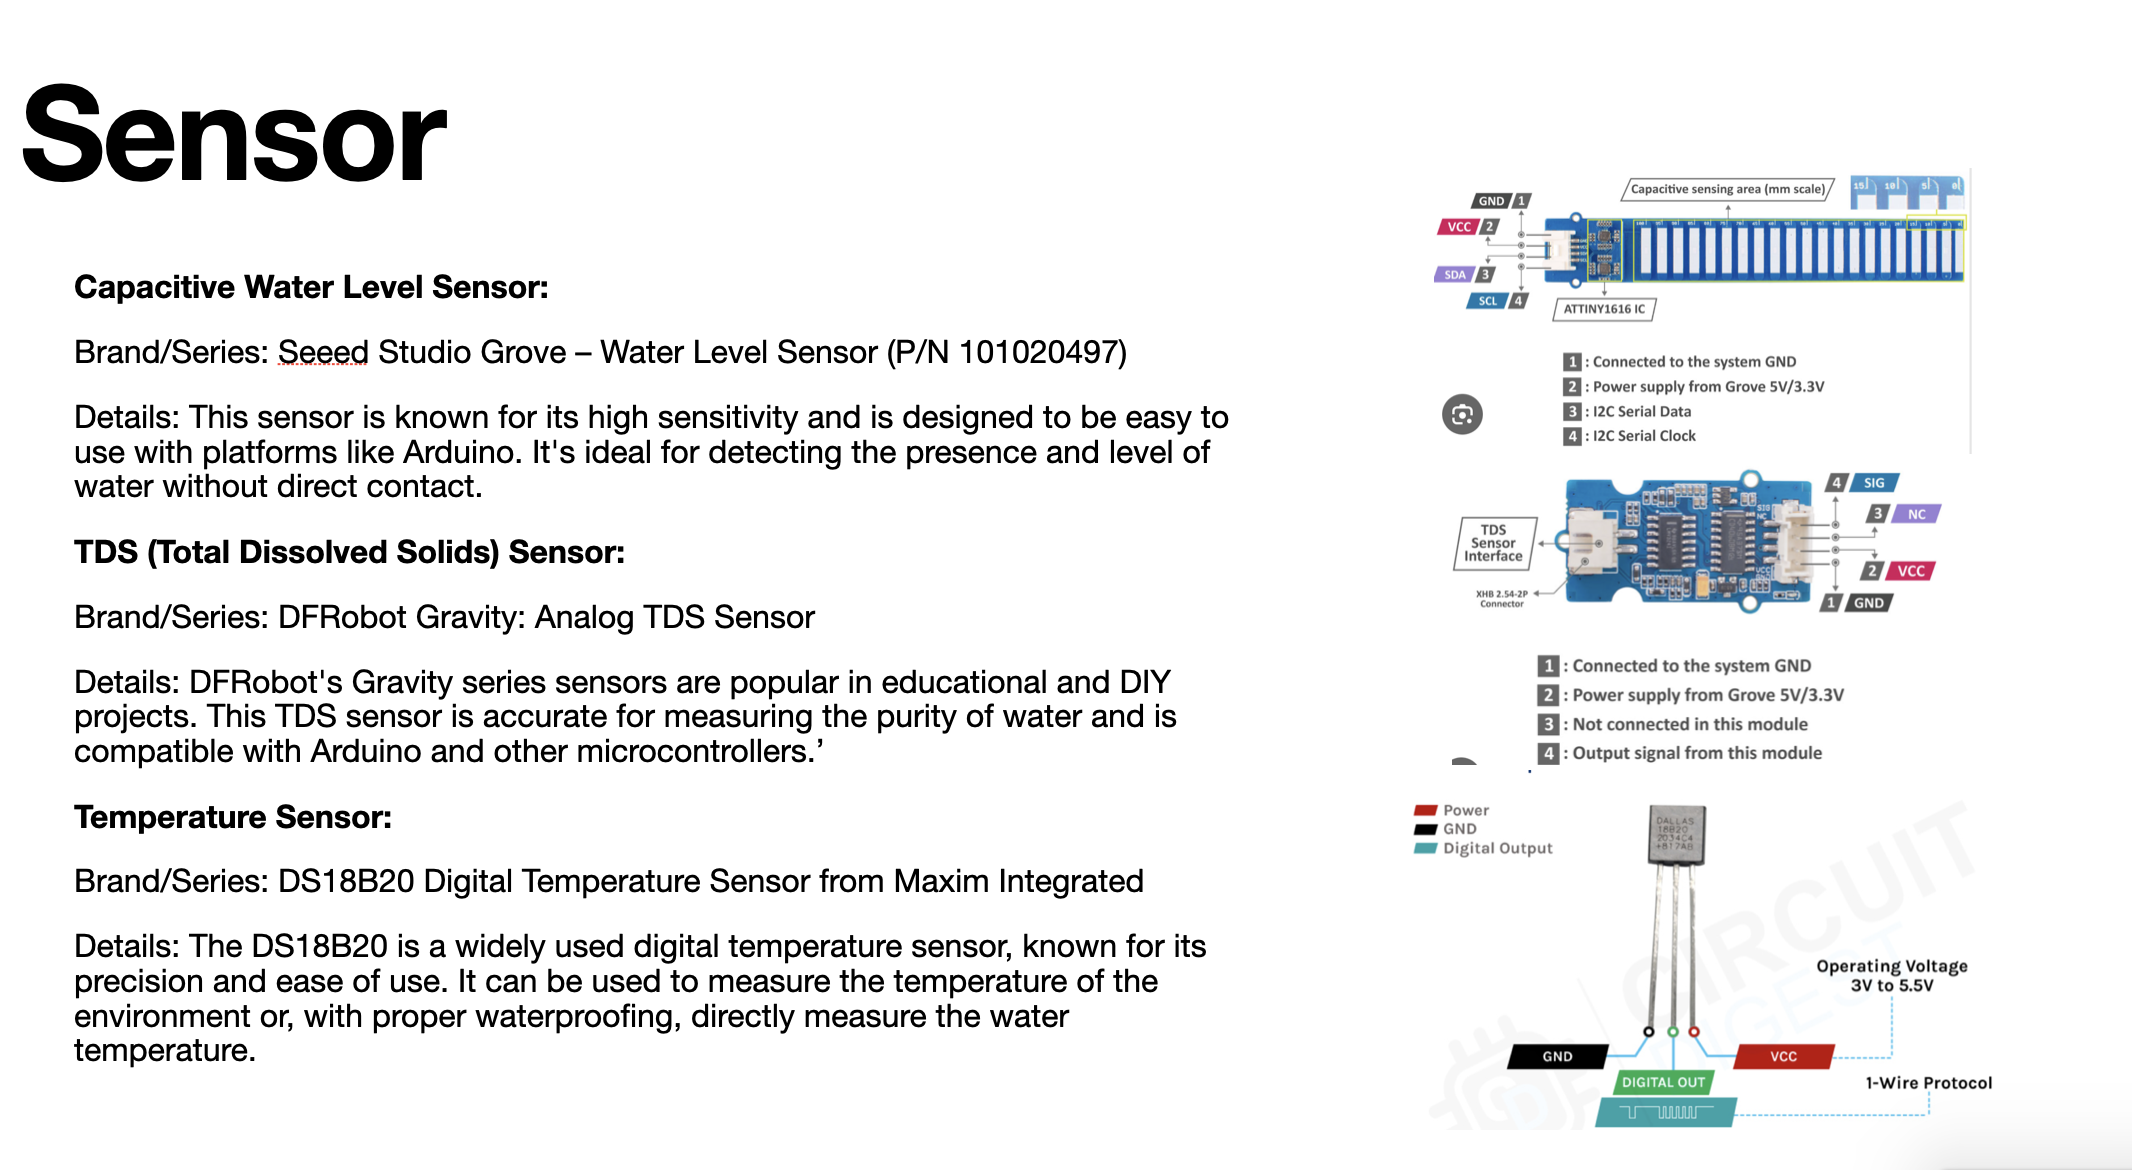 Sensor
Capacitive Water Level Sensor:
Brand/Series: Seeed Studio Grove – Water Level Sensor (P/N 101020497)
Details: This sensor is known for its high sensitivity and is designed to be easy to
use with platforms like Arduino. It's ideal for detecting the presence and level of
water without direct contact.
TDS (Total Dissolved Solids) Sensor:
Brand/Series: DFRobot Gravity: Analog TDS Sensor
Details: DFRobot's Gravity series sensors are popular in educational and DIY
projects. This TDS sensor is accurate for measuring the purity of water and is
compatible with Arduino and other microcontrollers.’
Temperature Sensor:
Brand/Series: DS18B20 Digital Temperature Sensor from Maxim Integrated
Details: The DS18B20 is a widely used digital temperature sensor, known for its
precision and ease of use. It can be used to measure the temperature of the
environment or, with proper waterproofing, directly measure the water
temperature.
Capacitive sensing area (mm scale)
15 10 5 0
GND 1
VCC 2
SDA 3
SCL 4
ATTINY1616 IC
1 : Connected to the system GND
2 : Power supply from Grove 5V/3.3V
3 : I2C Serial Data
4 : I2C Serial Clock
4 SIG
3 NC
2 VCC
1 GND
TDS
Sensor
Interface
XHB 2.54-2P
Connector
SIG
NC
VCC
1 : Connected to the system GND
2 : Power supply from Grove 5V/3.3V
3 : Not connected in this module
4 : Output signal from this module
Power
GND
Digital Output
DALLAS
18B20
2034C4
+817AB
CIRCUIT
DIGEST
Operating Voltage
3V to 5.5V
GND
VCC
DIGITAL OUT
1-Wire Protocol